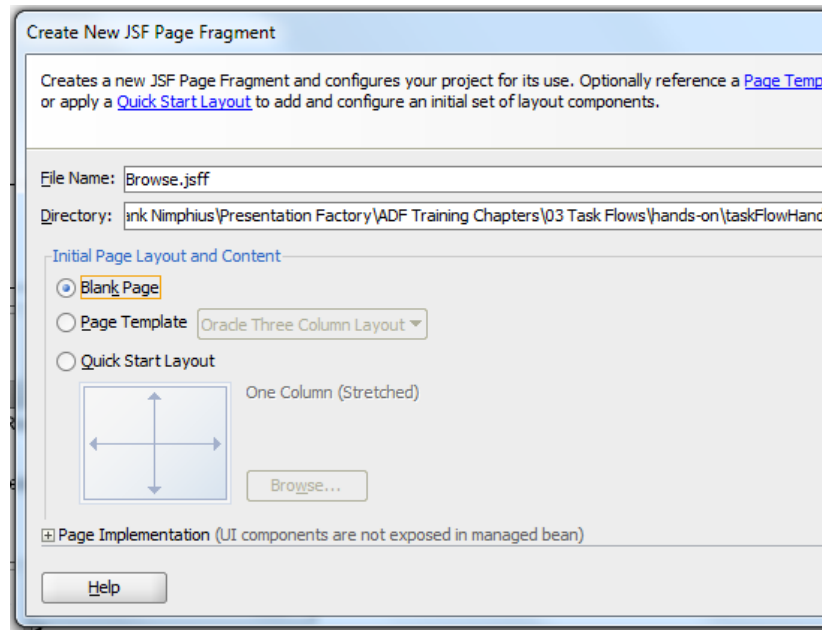 Create New JSF Page Fragment
Creates a new JSF Page Fragment and configures your project for its use. Optionally reference a Page Temp
or apply a Quick Start Layout to add and configure an initial set of layout components.
File Name: Browse.jsff
Directory: ank Nimphius\Presentation Factory\ADF Training Chapters\03 Task Flows\hands-on\taskFlowHand
Initial Page Layout and Content
Blank Page
Page Template Oracle Three Column Layout
Quick Start Layout
One Column (Stretched)
Browse...
Page Implementation (UI components are not exposed in managed bean)
Help